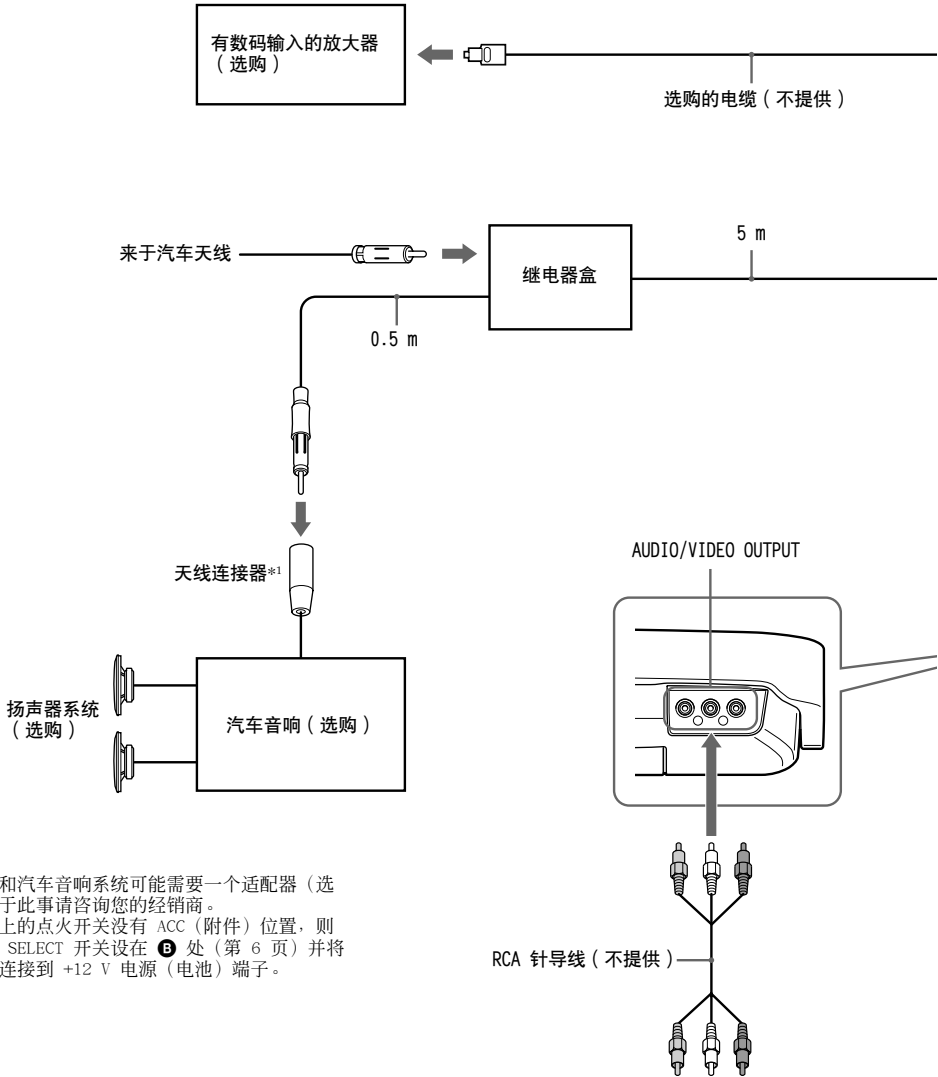 有数码输入的放大器
（选购）
选购的电缆（不提供）
来于汽车天线
继电器盒
5 m
0.5 m
天线连接器*1
AUDIO/VIDEO OUTPUT
扬声器系统
（选购）
汽车音响（选购）
和汽车音响系统可能需要一个适配器（选
于此事请咨询您的经销商。
上的点火开关没有 ACC（附件）位置，则
SELECT 开关设在 B 处（第 6 页）并将
连接到 +12 V 电源（电池）端子。
RCA 针导线（不提供）